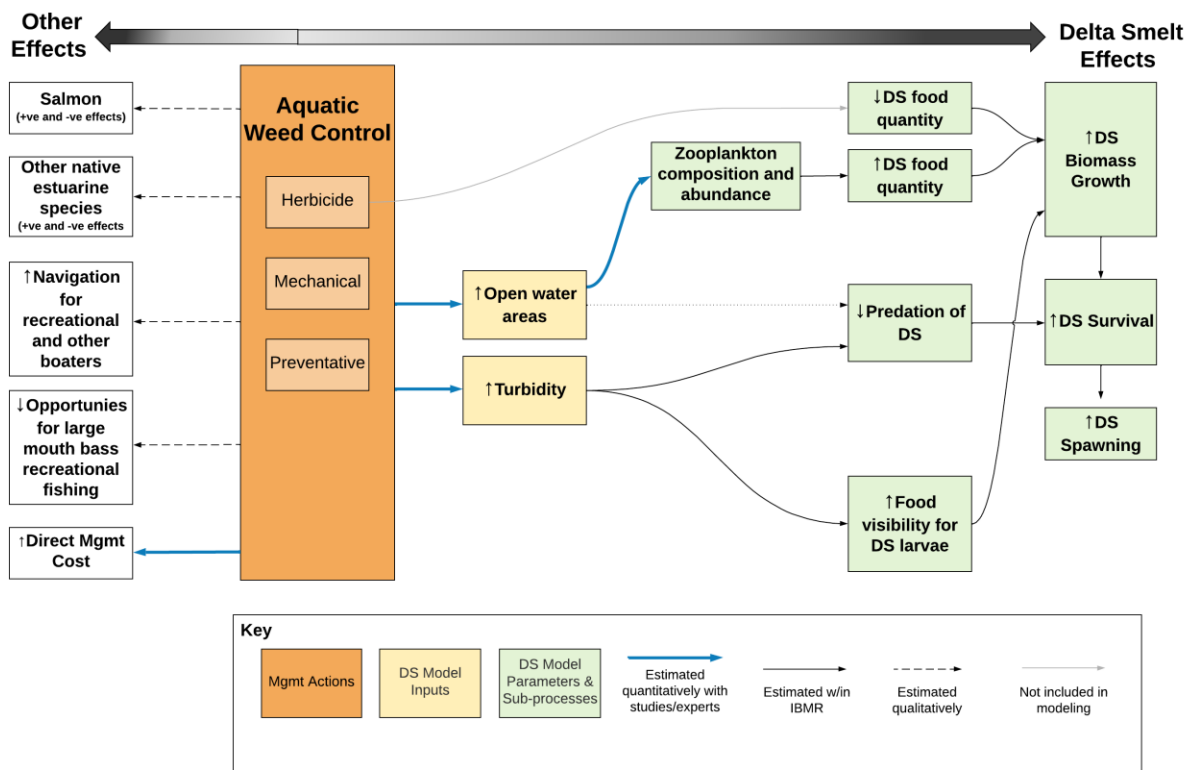 Other
Effects
Delta Smelt
Effects
Salmon
(+ve and -ve effects)
Other native
estuarine
species
(+ve and -ve effects
↑Navigation
for
recreational
and other
boaters
↓Opportunies
for large
mouth bass
recreational
fishing
↑Direct Mgmt
Cost
Aquatic
Weed Control
Herbicide
Mechanical
Preventative
↑Open water
areas
↑Turbidity
Zooplankton
composition and
abundance
↓DS food
quantity
↑DS food
quantity
↓Predation of
DS
↑Food
visibility for
DS larvae
↑DS
Biomass
Growth
↑DS Survival
↑DS
Spawning
Key
Mgmt Actions
DS Model
Inputs
DS Model
Parameters &
Sub-processes
Estimated
quantitatively with
studies/experts
Estimated w/in
IBMR
Estimated
qualitatively
Not included in
modeling